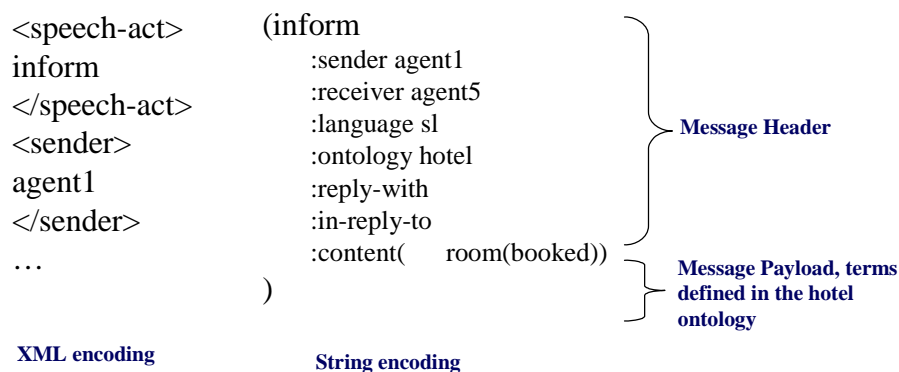 <speech-act>
inform
</speech-act>
<sender>
agent1
</sender>
…
XML encoding
(inform
:sender agent1
:receiver agent5
:language sl
:ontology hotel
:reply-with
:in-reply-to
:content( room(booked))
)
String encoding
Message Header
Message Payload, terms
defined in the hotel
ontology